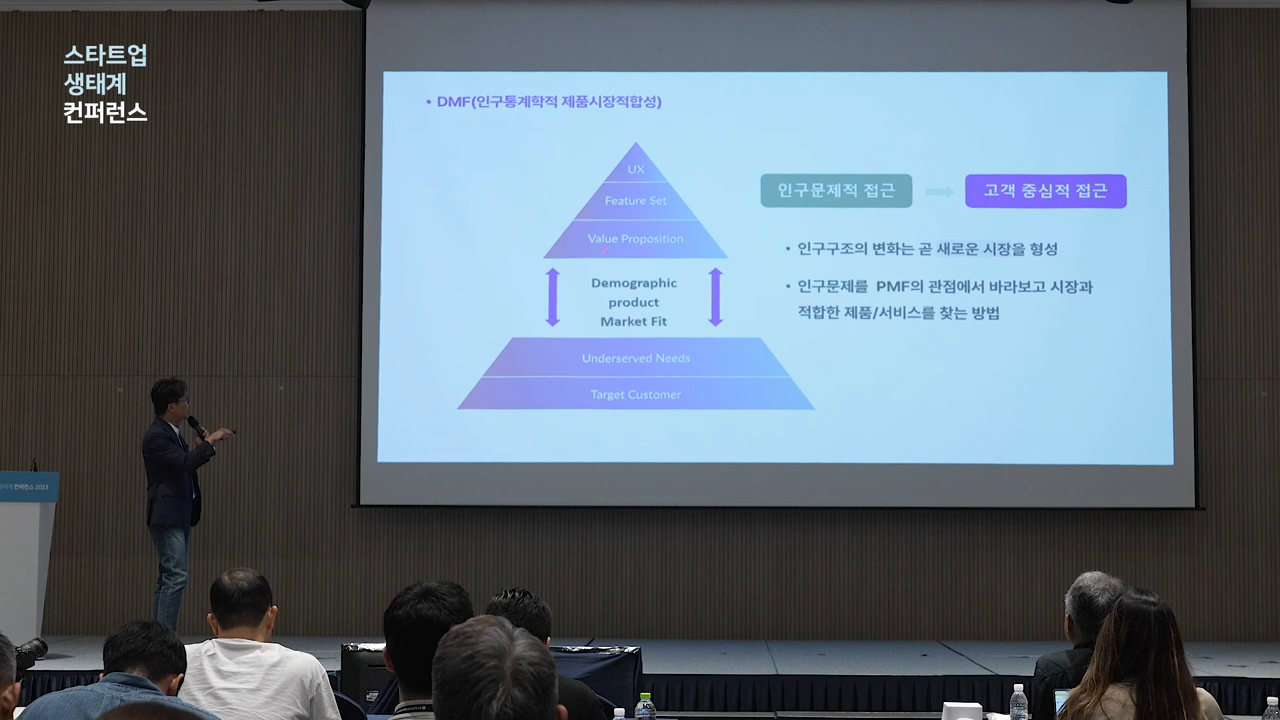 스타트업
생태계
컨퍼런스
• DMF(인구통계학적 제품시장적합성)
UX
Feature Set
Value Proposition
Demographic
product
Market Fit
Underserved Needs
Target Customer
인구문제적 접근
고객 중심적 접근
• 인구구조의 변화는 곧 새로운 시장을 형성
• 인구문제를 PMF의 관점에서 바라보고 시장과
적합한 제품/서비스를 찾는 방법
컨퍼런스 2023